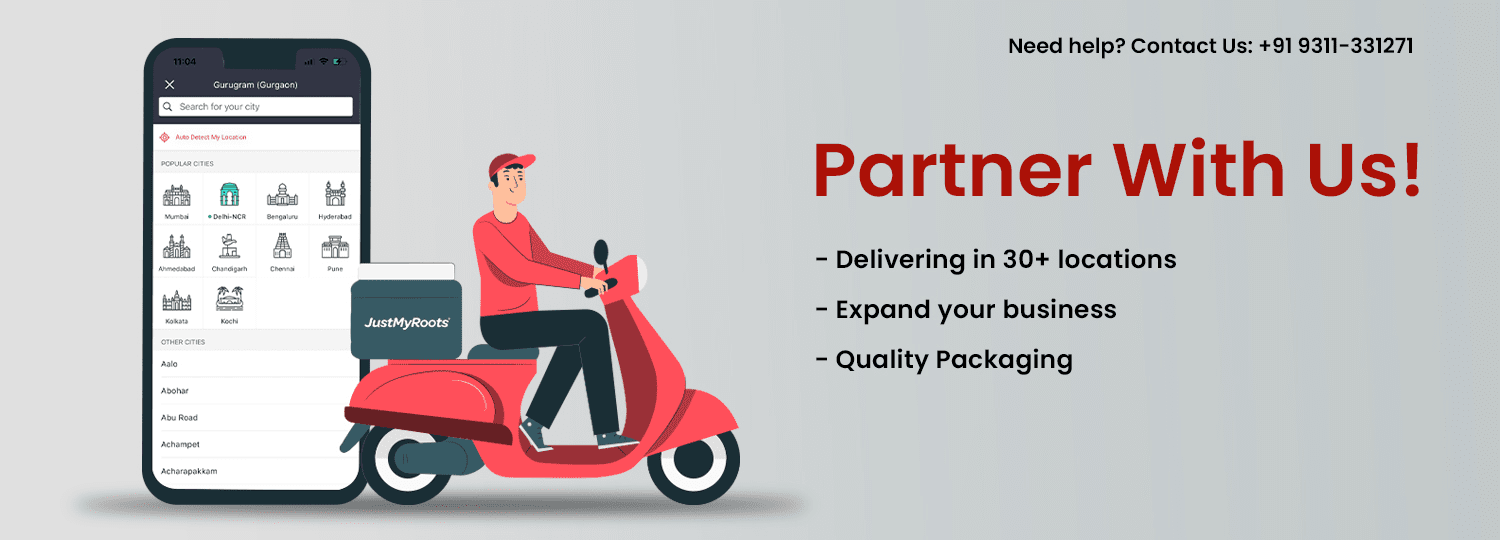 Need help? Contact Us: +91 9311-331271
11:04
Gurugram (Gurgaon)
Search for your city
Auto Detect My Location
POPULAR CITIES
Mumbai Delhi-NCR Bengaluru Hyderabad
Ahmedabad Chandigarh Chennai Pune
Kolkata Kochi
OTHER CITIES
Aalo
Abohar
Abu Road
Achampet
Acharapakkam
JustMyRoots
Partner With Us!
- Delivering in 30+ locations
- Expand your business
- Quality Packaging